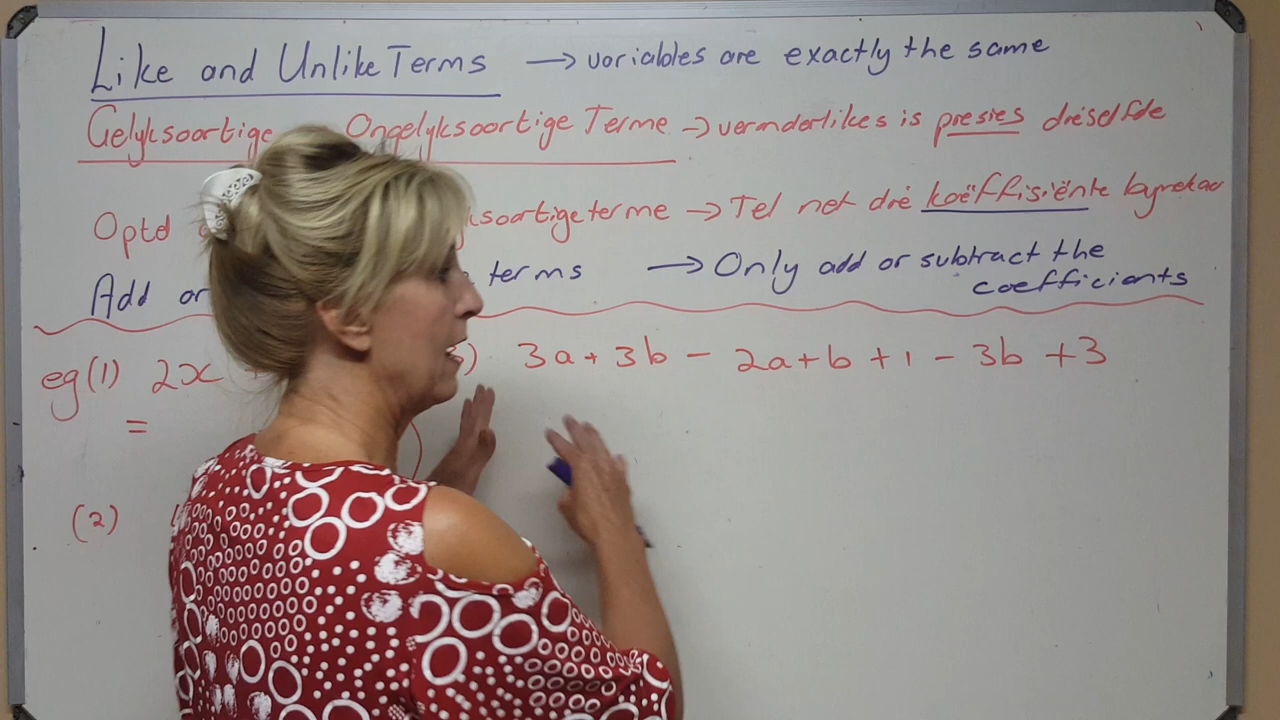 Like and Unlike Terms → variables are exactly the same
Gelyksoortige Ongelyksoortige Terme → veranderlikes is presies dieselfde
Optel soortige terme → Tel net die koëffisiënte bymekaar
Add or terms → Only add or subtract the
coefficients
eg (1) 2x ) 3a + 3b - 2a + b + 1 - 3b + 3
=
(2)